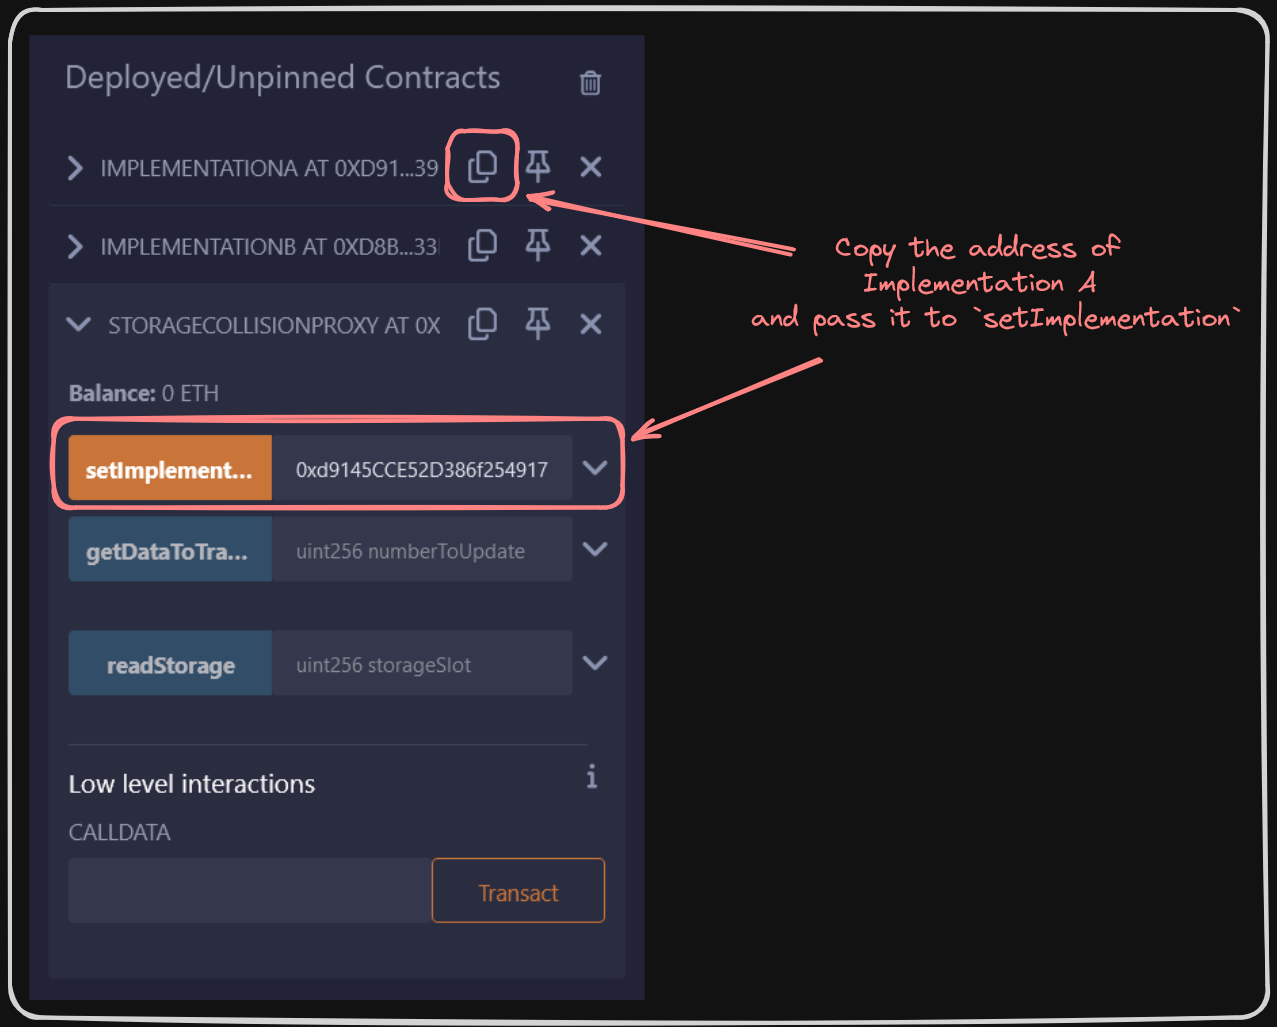 Deployed/Unpinned Contracts
IMPLEMENTATIONA AT 0XD91...39
IMPLEMENTATIONB AT 0XD8B...33
STORAGECOLLISIONPROXY AT 0X
Balance: 0 ETH
setImplement... 0xd9145CCE52D386f254917
getDataToTra... uint256 numberToUpdate
readStorage uint256 storageSlot
Low level interactions
i
CALLDATA
Transact
Copy the address of
Implementation A
and pass it to `setImplementation`